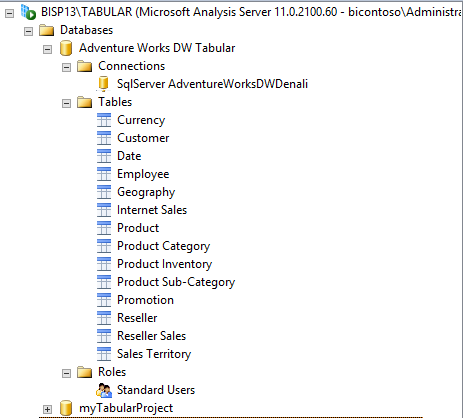 BISP13\TABULAR (Microsoft Analysis Server 11.0.2100.60 - bicontoso\Administra
Databases
Adventure Works DW Tabular
Connections
SqlServer AdventureWorksDWDenali
Tables
Currency
Customer
Date
Employee
Geography
Internet Sales
Product
Product Category
Product Inventory
Product Sub-Category
Promotion
Reseller
Reseller Sales
Sales Territory
Roles
Standard Users
myTabularProject